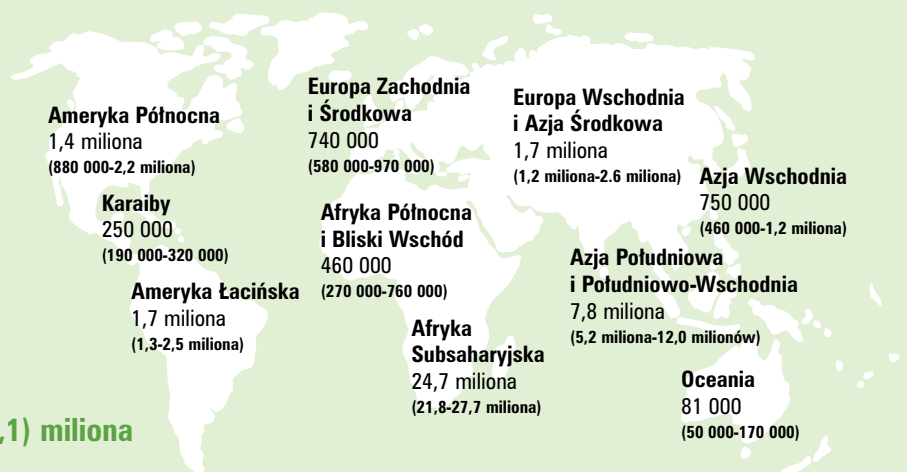 Ameryka Północna
1,4 miliona
(880 000-2,2 miliona)
Europa Zachodnia
i Środkowa
740 000
(580 000-970 000)
Europa Wschodnia
i Azja Środkowa
1,7 miliona
(1,2 miliona-2.6 miliona)
Azja Wschodnia
750 000
(460 000-1,2 miliona)
Karaiby
250 000
(190 000-320 000)
Afryka Północna
i Bliski Wschód
460 000
(270 000-760 000)
Azja Południowa
i Południowo-Wschodnia
7,8 miliona
(5,2 miliona-12,0 milionów)
Ameryka Łacińska
1,7 miliona
(1,3-2,5 miliona)
Afryka
Subsaharyjska
24,7 miliona
(21,8-27,7 miliona)
Oceania
81 000
(50 000-170 000)
,1) miliona